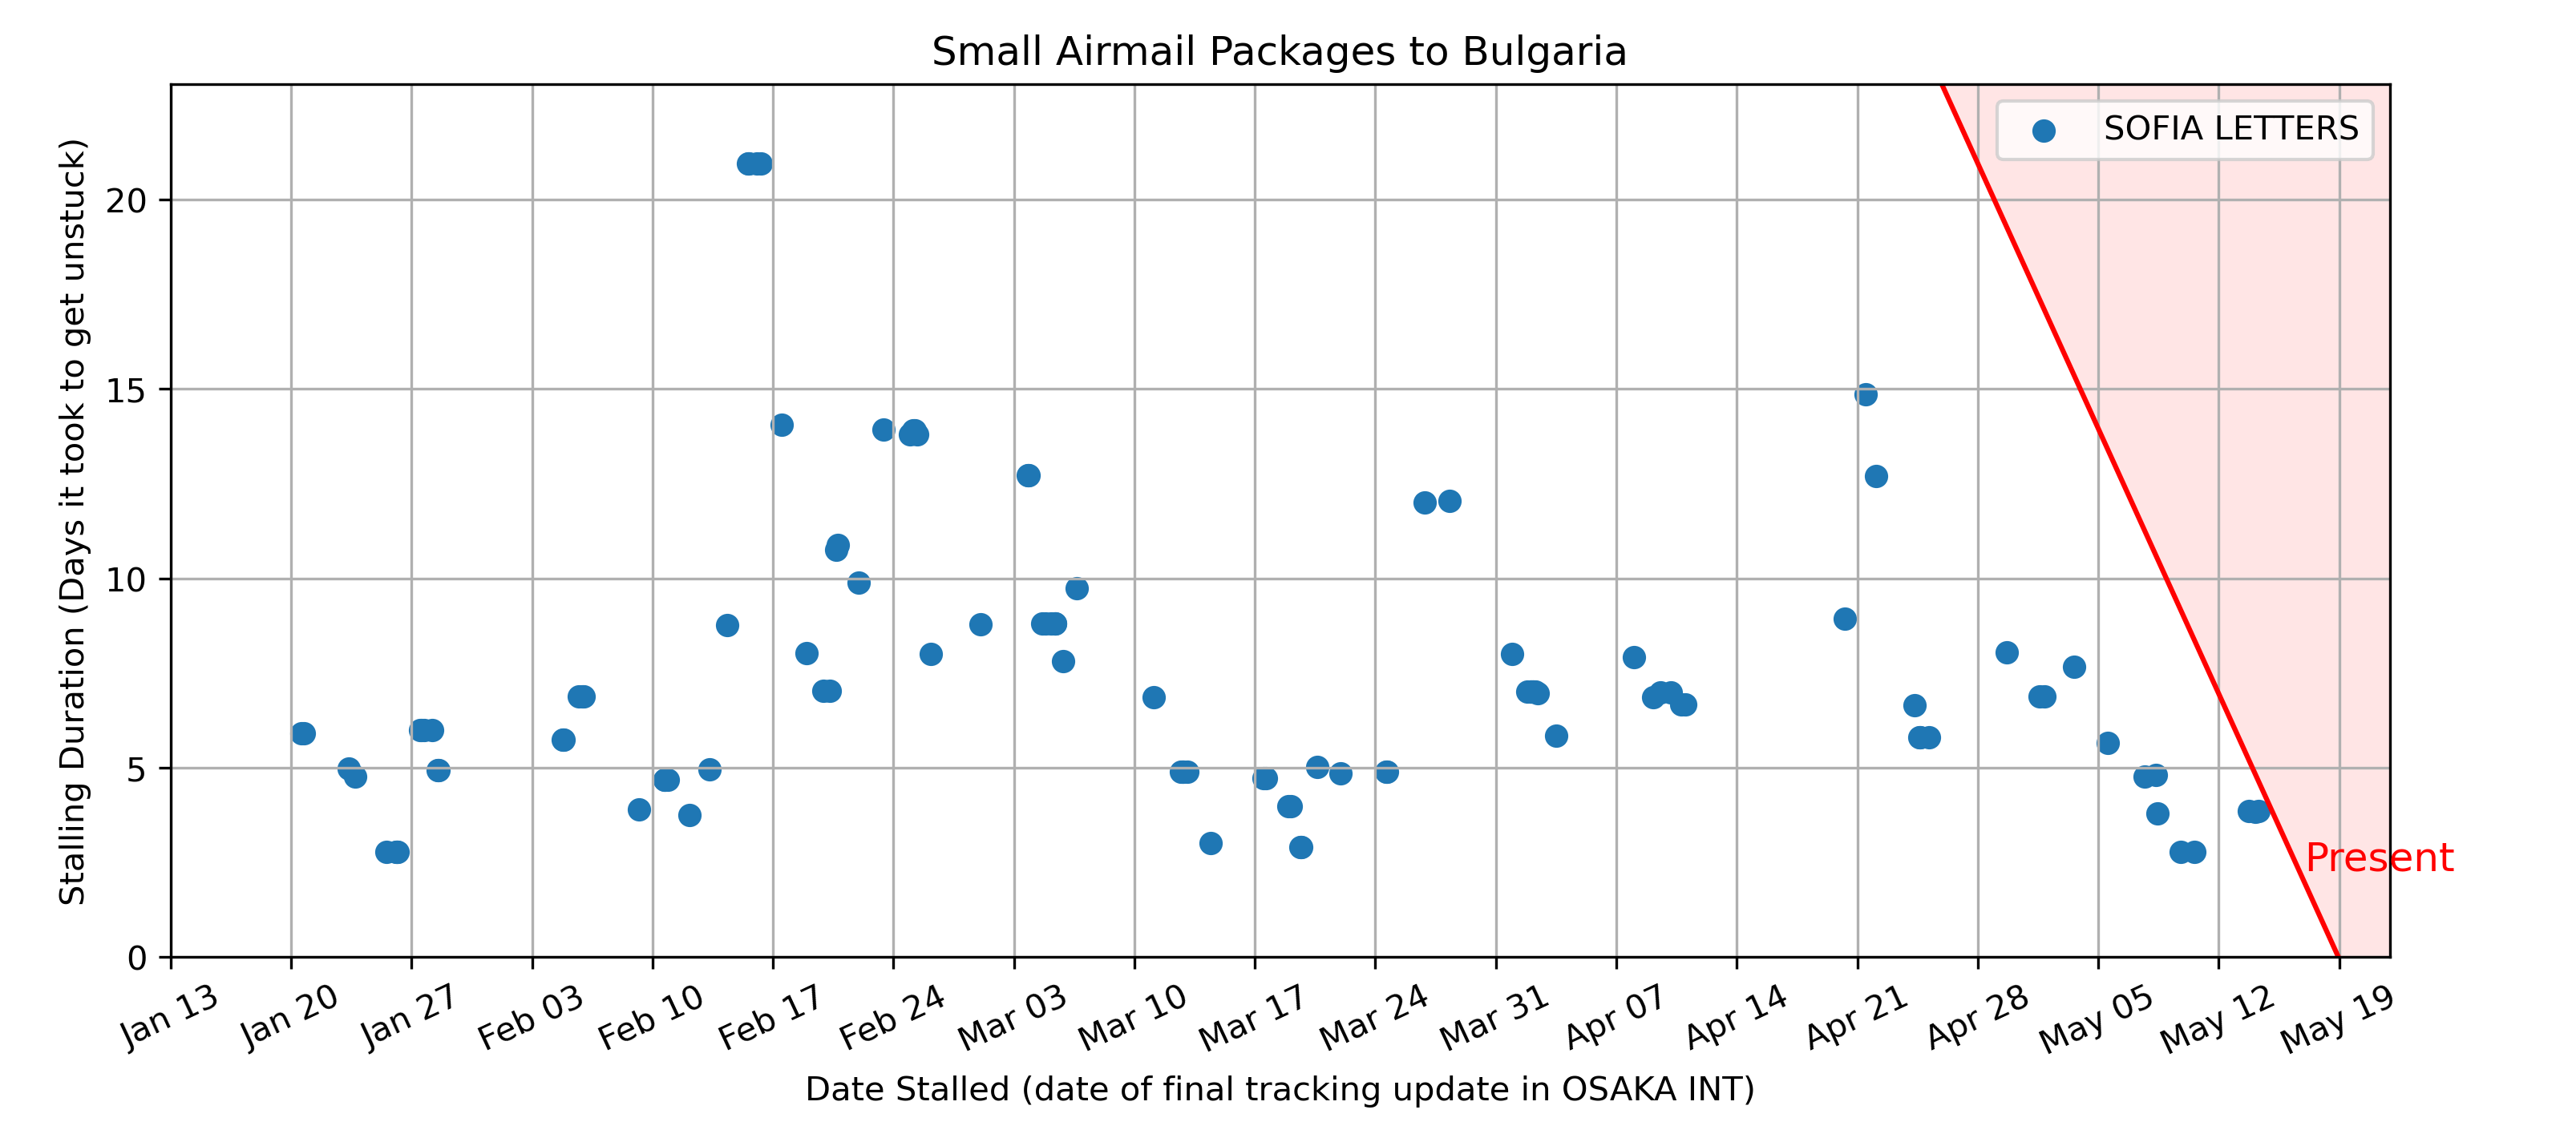 Small Airmail Packages to Bulgaria
SOFIA LETTERS
Stalling Duration (Days it took to get unstuck)
20
15
10
5
0
Present
Jan 13
Jan 20
Jan 27
Feb 03
Feb 10
Feb 17
Feb 24
Mar 03
Mar 10
Mar 17
Mar 24
Mar 31
Apr 07
Apr 14
Apr 21
Apr 28
May 05
May 12
May 19
Date Stalled (date of final tracking update in OSAKA INT)